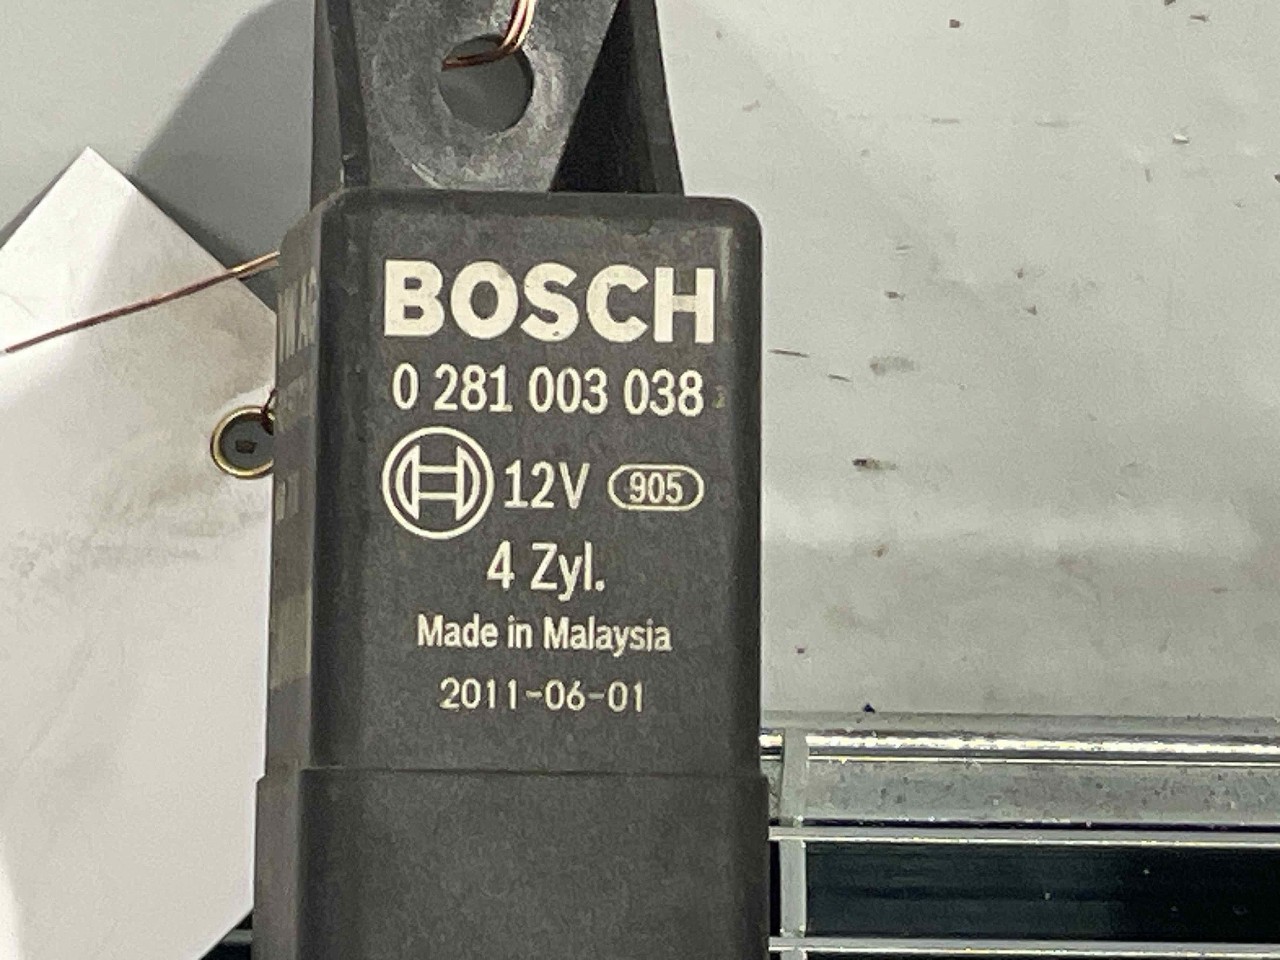 BOSCH
0 281 003 038
12V 905
4 Zyl.
Made in Malaysia
2011-06-01